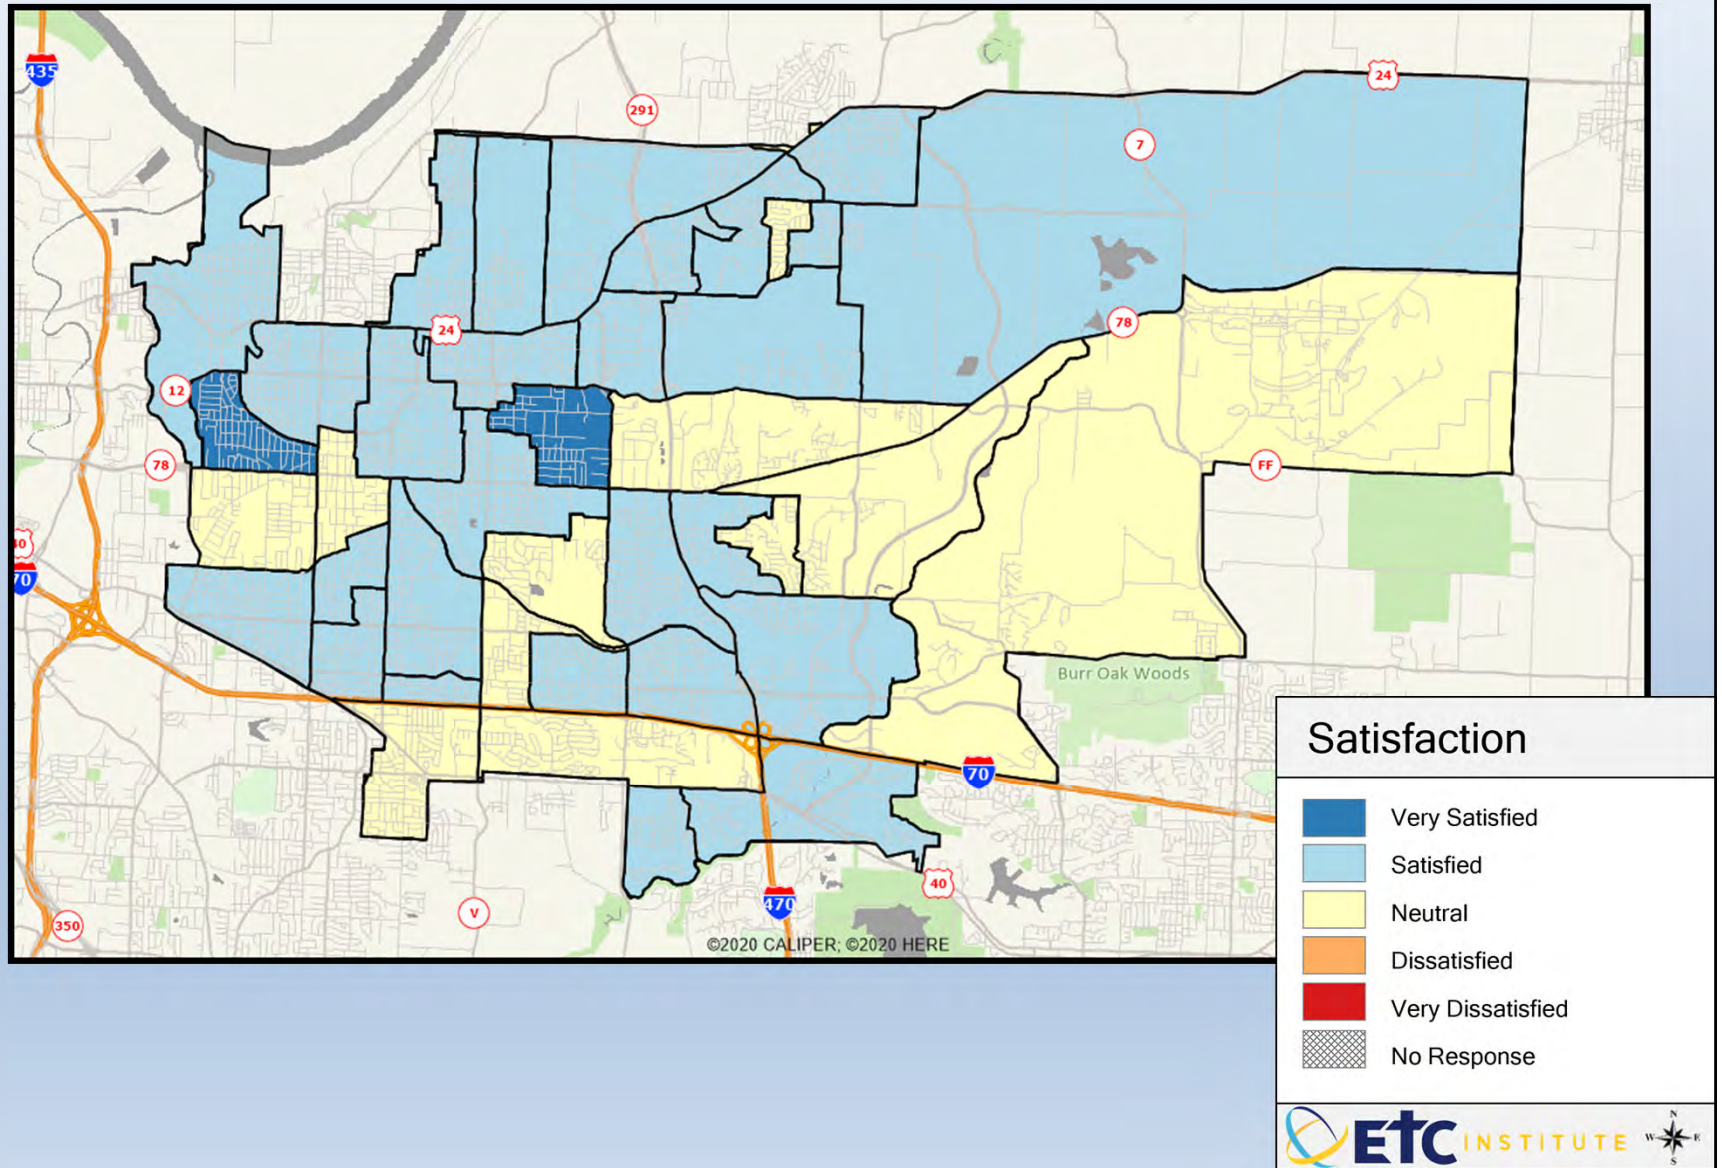 435
291
24
7
24
78
12
78
FF
40
70
Burr Oak Woods
70
40
V
470
350
©2020 CALIPER; ©2020 HERE
Satisfaction
Very Satisfied
Satisfied
Neutral
Dissatisfied
Very Dissatisfied
No Response
ETC INSTITUTE
N
W E
S